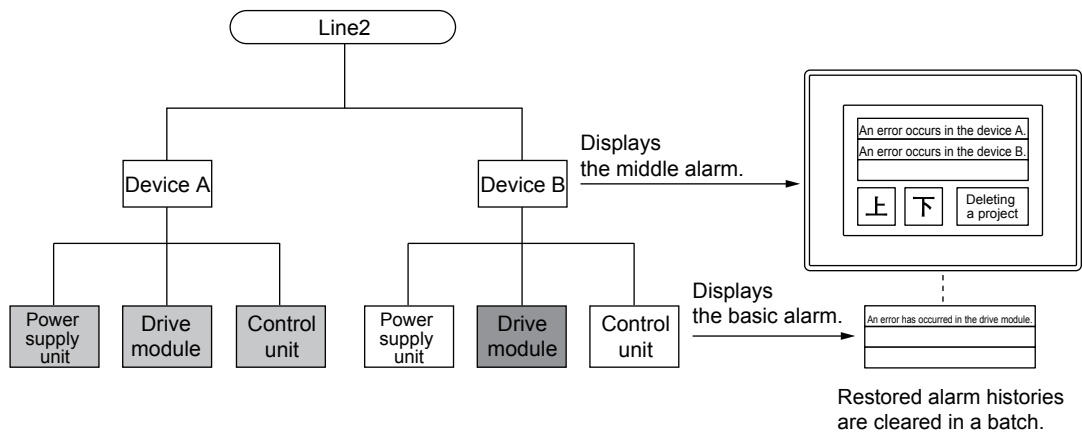 Line2
Device A
Device B
Displays
the middle alarm.
An error occurs in the device A.
An error occurs in the device B.
上
下
Deleting
a project
Power
supply
unit
Drive
module
Control
unit
Power
supply
unit
Drive
module
Control
unit
Displays
the basic alarm.
An error has occurred in the drive module.
Restored alarm histories
are cleared in a batch.